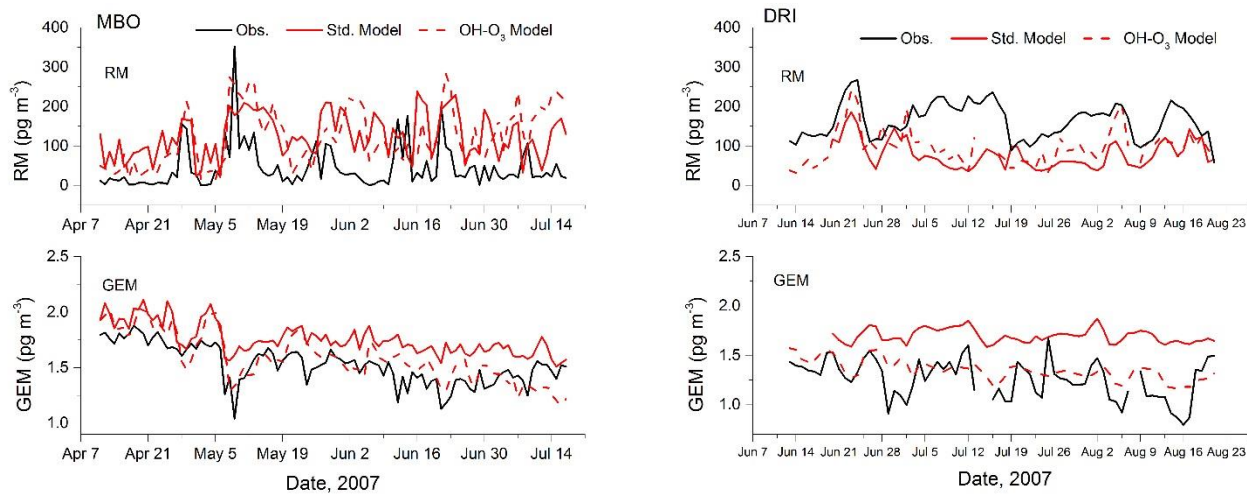 MBO
Obs. Std. Model OH-O₃ Model
RM
RM (pg m⁻³)
400
300
200
100
0
Apr 7 Apr 21 May 5 May 19 Jun 2 Jun 16 Jun 30 Jul 14
GEM
GEM (pg m⁻³)
2.5
2.0
1.5
1.0
Apr 7 Apr 21 May 5 May 19 Jun 2 Jun 16 Jun 30 Jul 14
Date, 2007
DRI
Obs. Std. Model OH-O₃ Model
RM
RM (pg m⁻³)
400
300
200
100
0
Jun 7 Jun 14 Jun 21 Jun 28 Jul 5 Jul 12 Jul 19 Jul 26 Aug 2 Aug 9 Aug 16 Aug 23
GEM
GEM (pg m⁻³)
2.5
2.0
1.5
1.0
Jun 7 Jun 14 Jun 21 Jun 28 Jul 5 Jul 12 Jul 19 Jul 26 Aug 2 Aug 9 Aug 16 Aug 23
Date, 2007